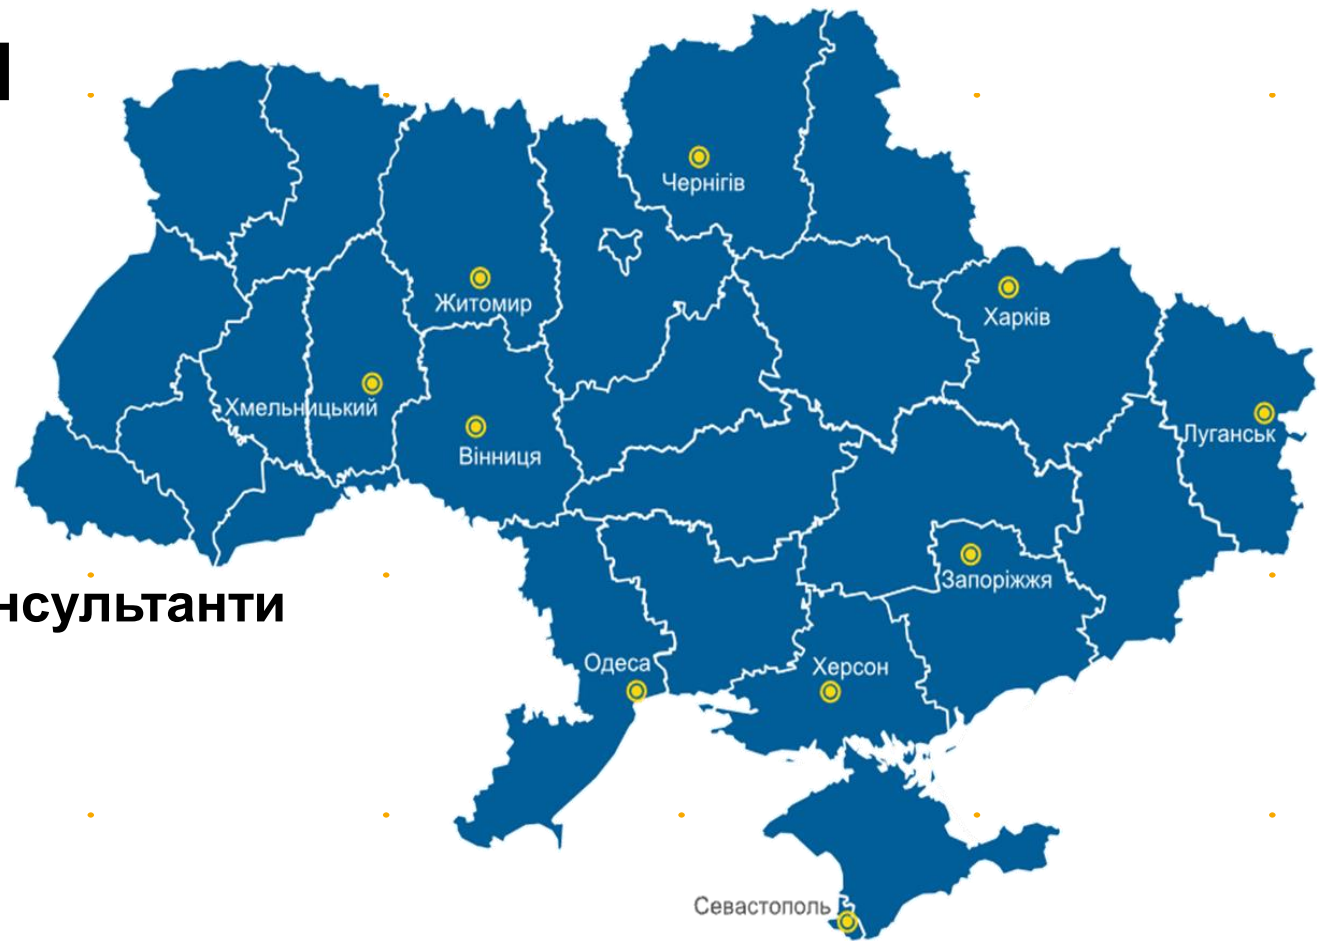 Чернігів
Житомир
Харків
Хмельницький
Луганськ
Вінниця
Запоріжжя
нсультанти
Одеса
Херсон
Севастополь